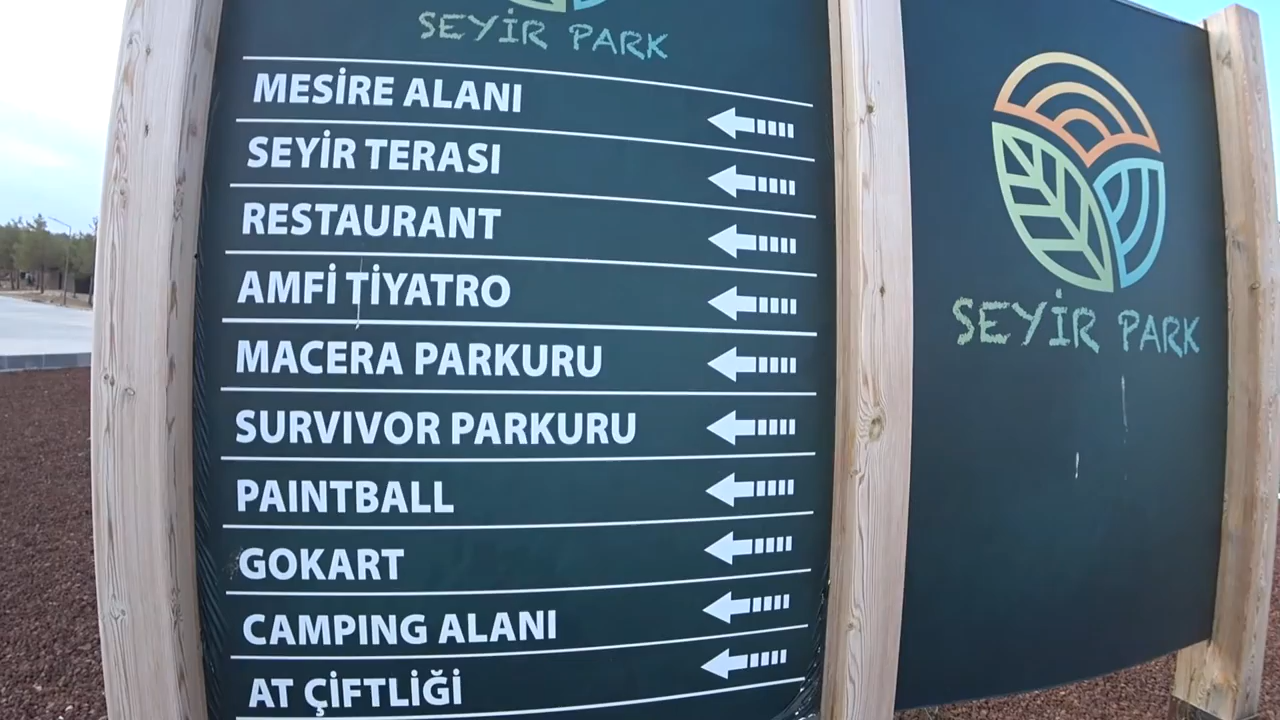 SEYİR PARK
MESİRE ALANI
SEYİR TERASI
RESTAURANT
AMFİ TİYATRO
MACERA PARKURU
SURVIVOR PARKURU
PAINTBALL
GOKART
CAMPING ALANI
AT ÇİFTLİĞİ
SEYİR PARK